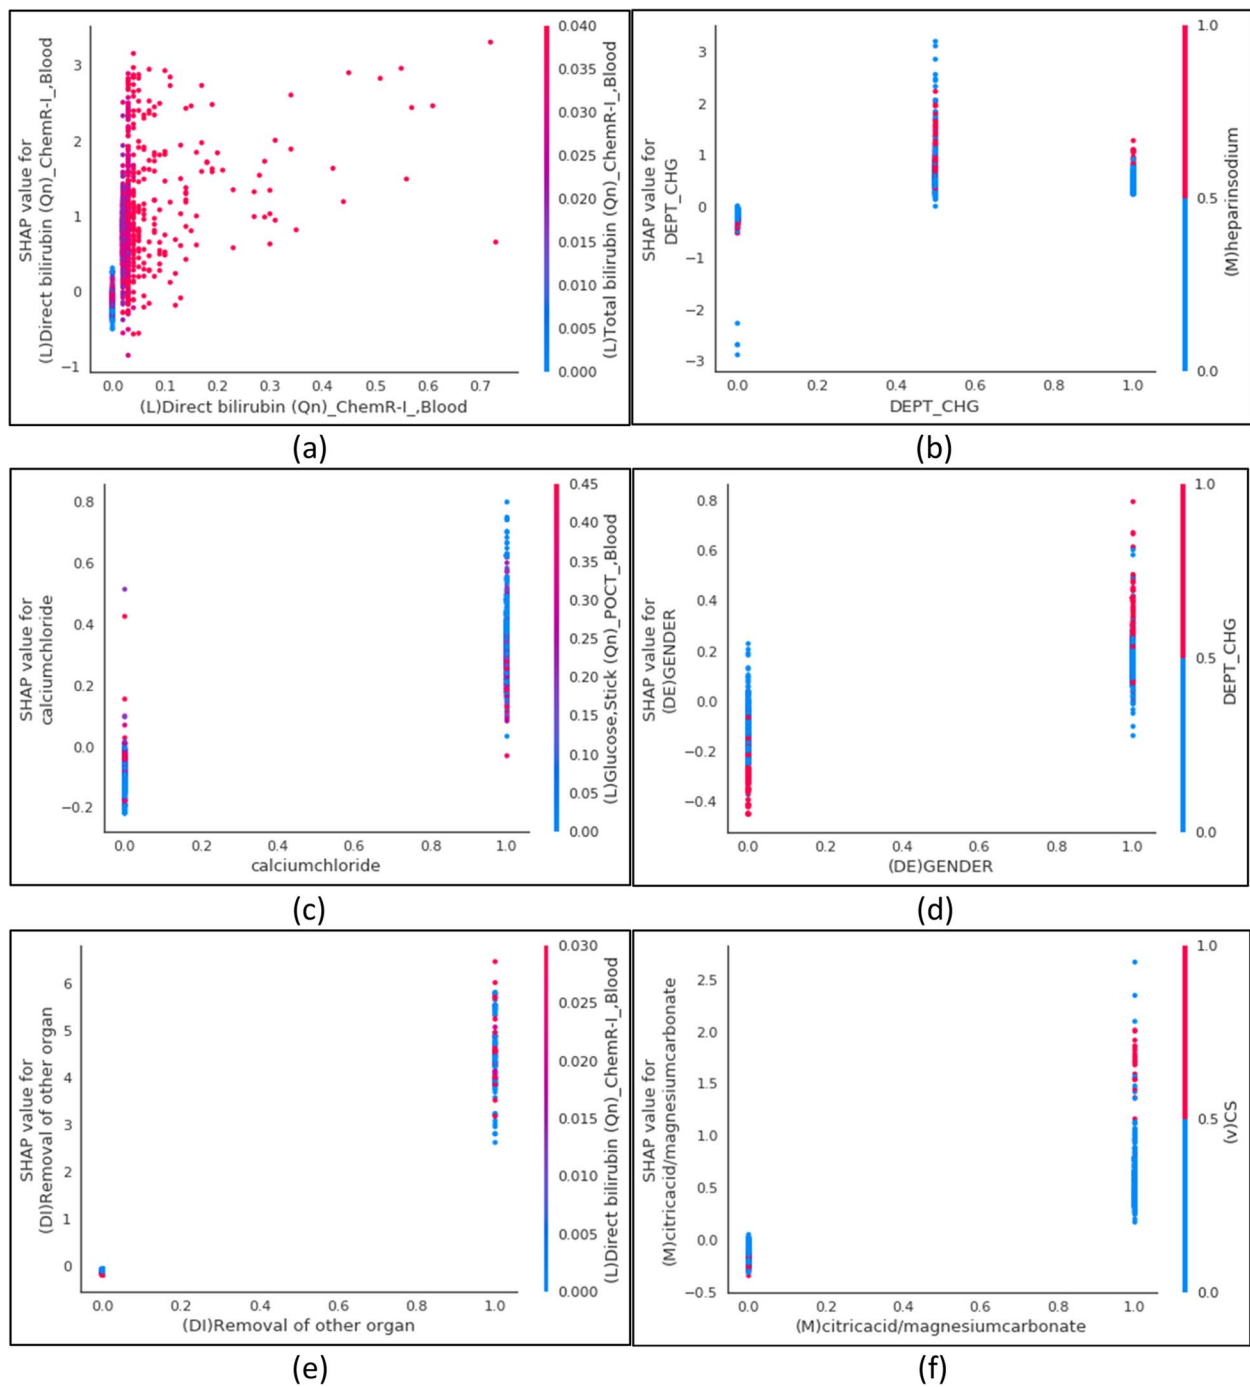 SHAP value for
(L)Direct bilirubin (Qn)_ChemR-I_,Blood
3
2
1
0
−1
0.0 0.1 0.2 0.3 0.4 0.5 0.6 0.7
(L)Direct bilirubin (Qn)_ChemR-I_,Blood
0.040
0.035
0.030
0.025
0.020
0.015
0.010
0.005
0.000
(L)Total bilirubin (Qn)_ChemR-I_,Blood
(a)
SHAP value for
DEPT_CHG
3
2
1
0
−1
−2
−3
0.0 0.2 0.4 0.6 0.8 1.0
DEPT_CHG
1.0
0.5
0.0
(M)heparinsodium
(b)
SHAP value for
calciumchloride
0.8
0.6
0.4
0.2
0.0
−0.2
0.0 0.2 0.4 0.6 0.8 1.0
calciumchloride
0.45
0.40
0.35
0.30
0.25
0.20
0.15
0.10
0.05
0.00
(L)Glucose,Stick (Qn)_POCT_,Blood
(c)
SHAP value for
(DE)GENDER
0.8
0.6
0.4
0.2
0.0
−0.2
−0.4
0.0 0.2 0.4 0.6 0.8 1.0
(DE)GENDER
1.0
0.5
0.0
DEPT_CHG
(d)
SHAP value for
(DI)Removal of other organ
6
5
4
3
2
1
0
0.0 0.2 0.4 0.6 0.8 1.0
(DI)Removal of other organ
0.030
0.025
0.020
0.015
0.010
0.005
0.000
(L)Direct bilirubin (Qn)_ChemR-I_,Blood
(e)
SHAP value for
(M)citricacid/magnesiumcarbonate
2.5
2.0
1.5
1.0
0.5
0.0
−0.5
0.0 0.2 0.4 0.6 0.8 1.0
(M)citricacid/magnesiumcarbonate
1.0
0.5
0.0
(v)CS
(f)